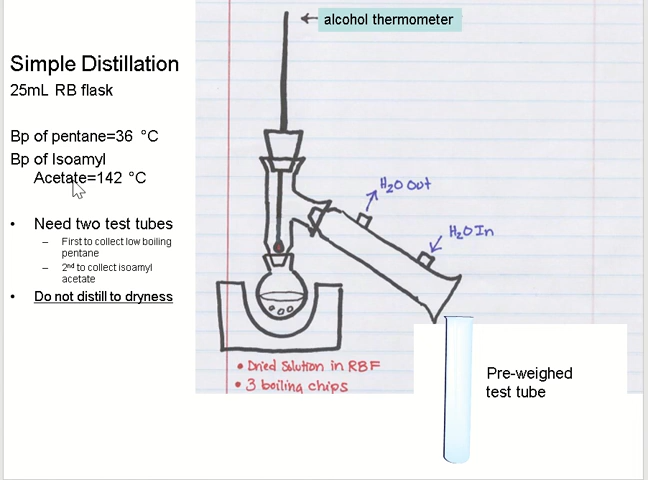 Simple Distillation
25mL RB flask
Bp of pentane=36 °C
Bp of Isoamyl
Acetate=142 °C
• Need two test tubes
– First to collect low boiling
pentane
– 2nd to collect isoamyl
acetate
• Do not distill to dryness
alcohol thermometer
H2O Out
H2O In
• Dried Solution in RBF
• 3 boiling chips
Pre-weighed
test tube